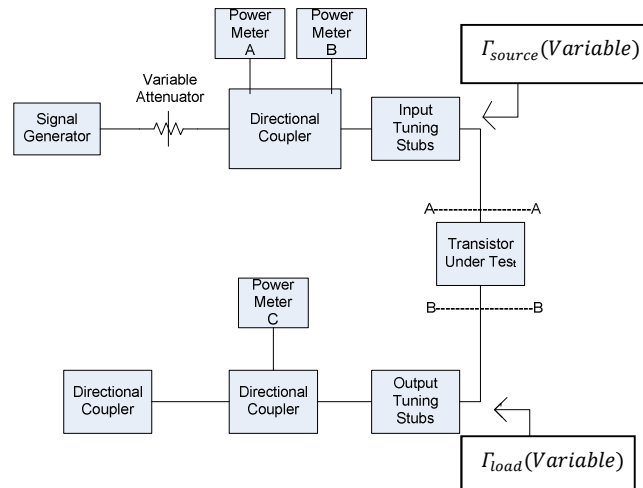 Power
Meter
A
Power
Meter
B
Γsource(Variable)
Variable
Attenuator
Signal
Generator
Directional
Coupler
Input
Tuning
Stubs
A A
Transistor
Under Test
B B
Power
Meter
C
Directional
Coupler
Directional
Coupler
Output
Tuning
Stubs
Γload(Variable)